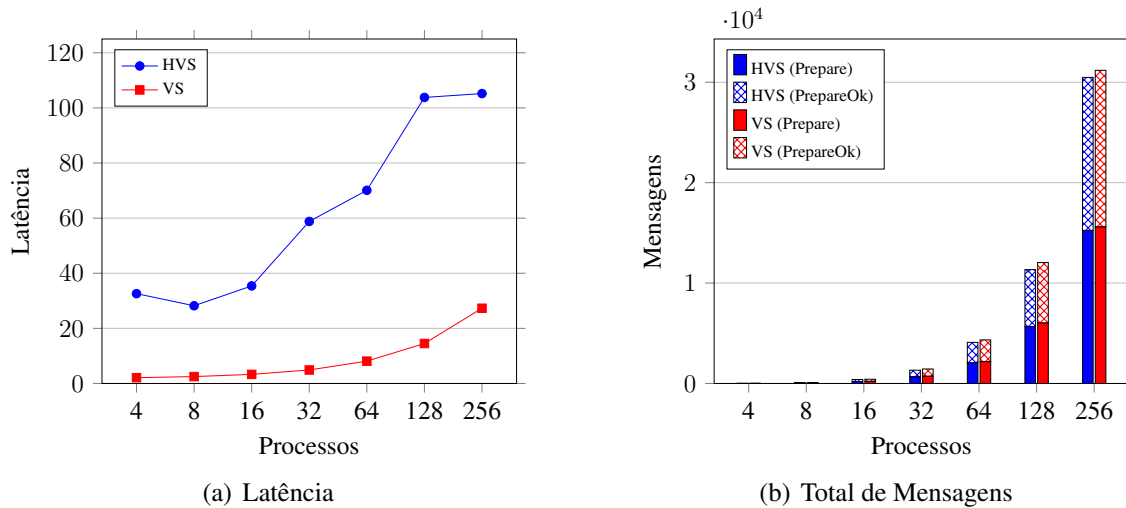 120
100
80
60
40
20
0
4 8 16 32 64 128 256
Latência
Processos
HVS
VS
(a) Latência
·10^4
3
2
1
0
4 8 16 32 64 128 256
Mensagens
Processos
HVS (Prepare)
HVS (PrepareOk)
VS (Prepare)
VS (PrepareOk)
(b) Total de Mensagens